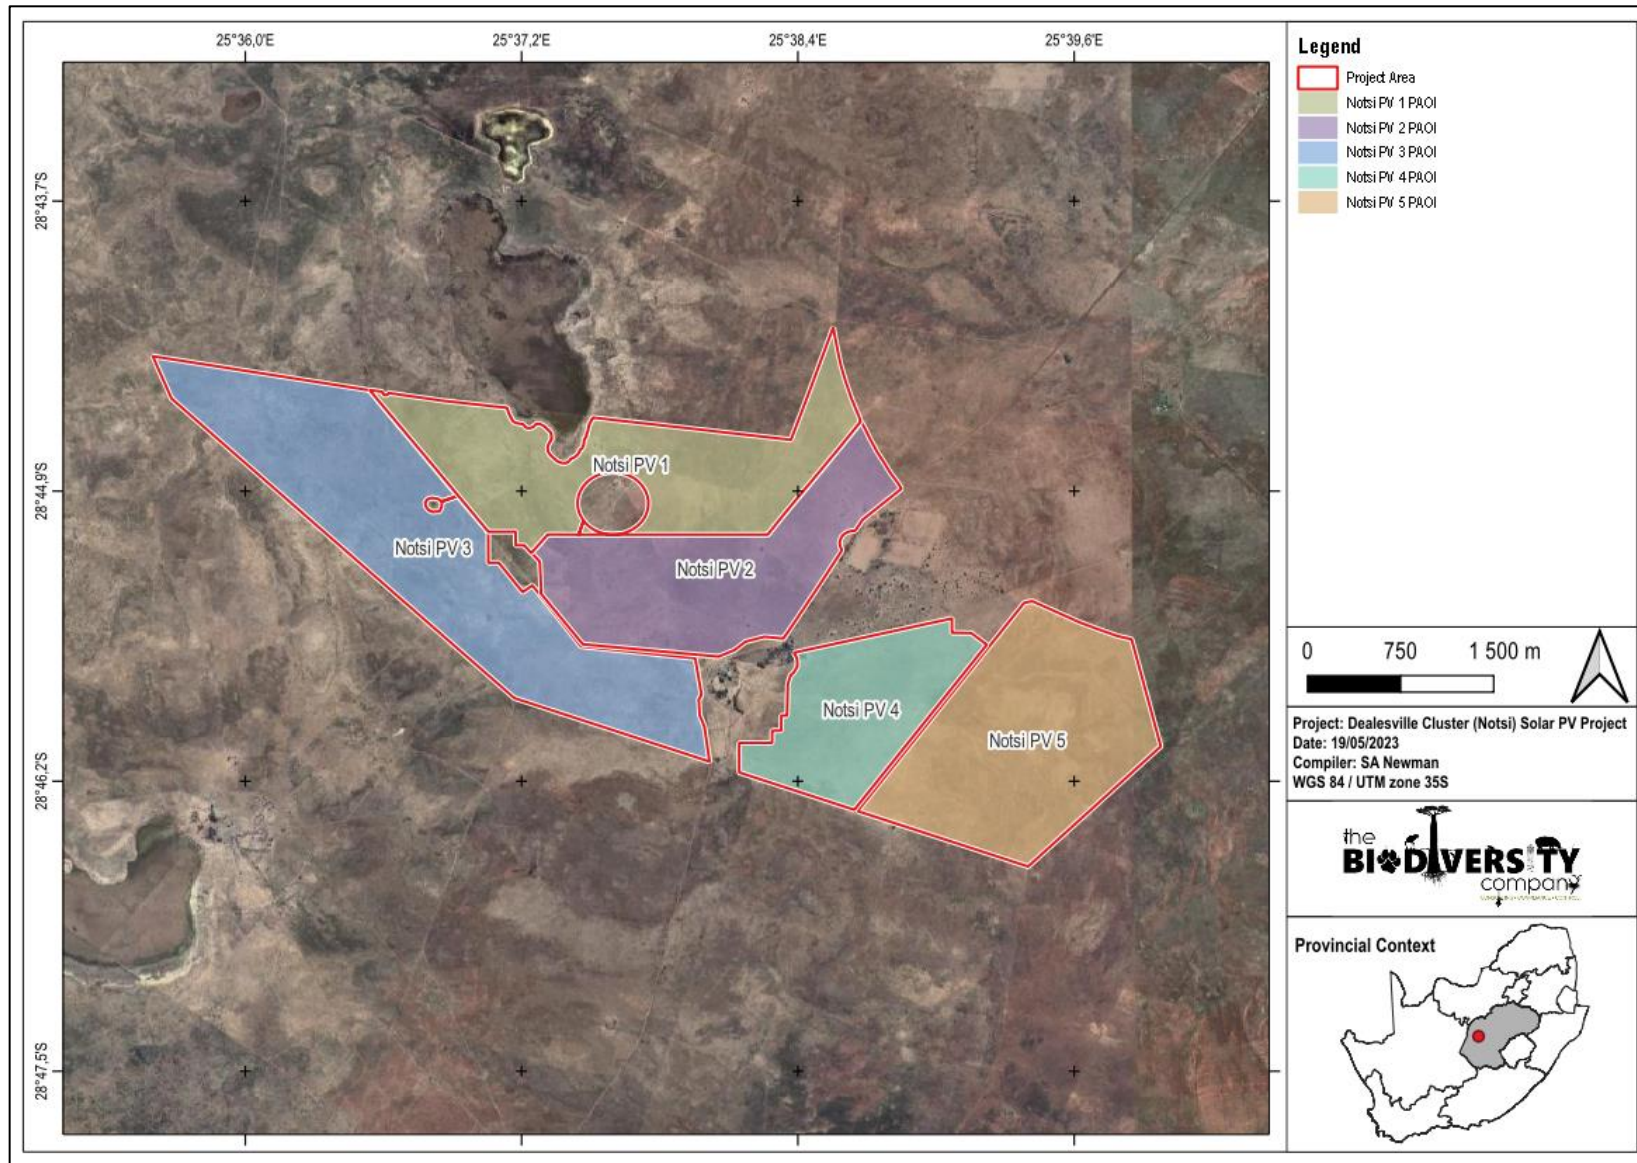 25°36,0'E 25°37,2'E 25°38,4'E 25°39,6'E
28°43,7'S
28°44,9'S
28°46,2'S
28°47,5'S
Notsi PV 1
Notsi PV 3
Notsi PV 2
Notsi PV 4
Notsi PV 5
Legend
Project Area
Notsi PV 1 PAOI
Notsi PV 2 PAOI
Notsi PV 3 PAOI
Notsi PV 4 PAOI
Notsi PV 5 PAOI
0 750 1 500 m
Project: Dealesville Cluster (Notsi) Solar PV Project
Date: 19/05/2023
Compiler: SA Newman
WGS 84 / UTM zone 35S
the
BIODIVERSITY
company
Provincial Context